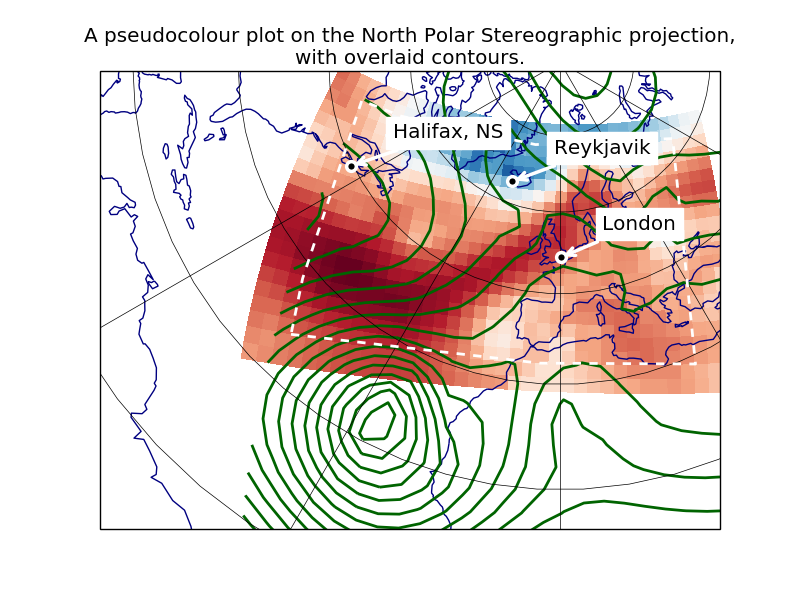 A pseudocolour plot on the North Polar Stereographic projection,
with overlaid contours.
Halifax, NS
Reykjavik
London